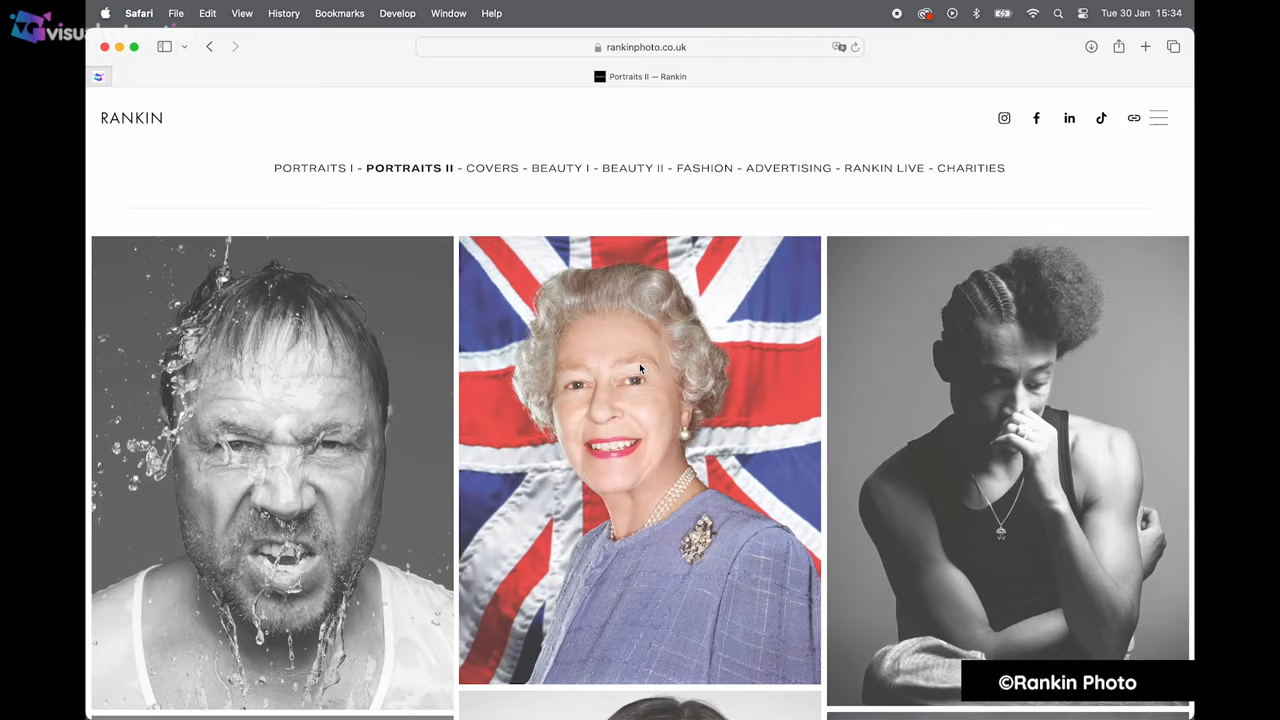 Safari File Edit View History Bookmarks Develop Window Help Tue 30 Jan 15:34
rankinphoto.co.uk
Portraits II — Rankin
RANKIN
PORTRAITS I - PORTRAITS II - COVERS - BEAUTY I - BEAUTY II - FASHION - ADVERTISING - RANKIN LIVE - CHARITIES
©Rankin Photo